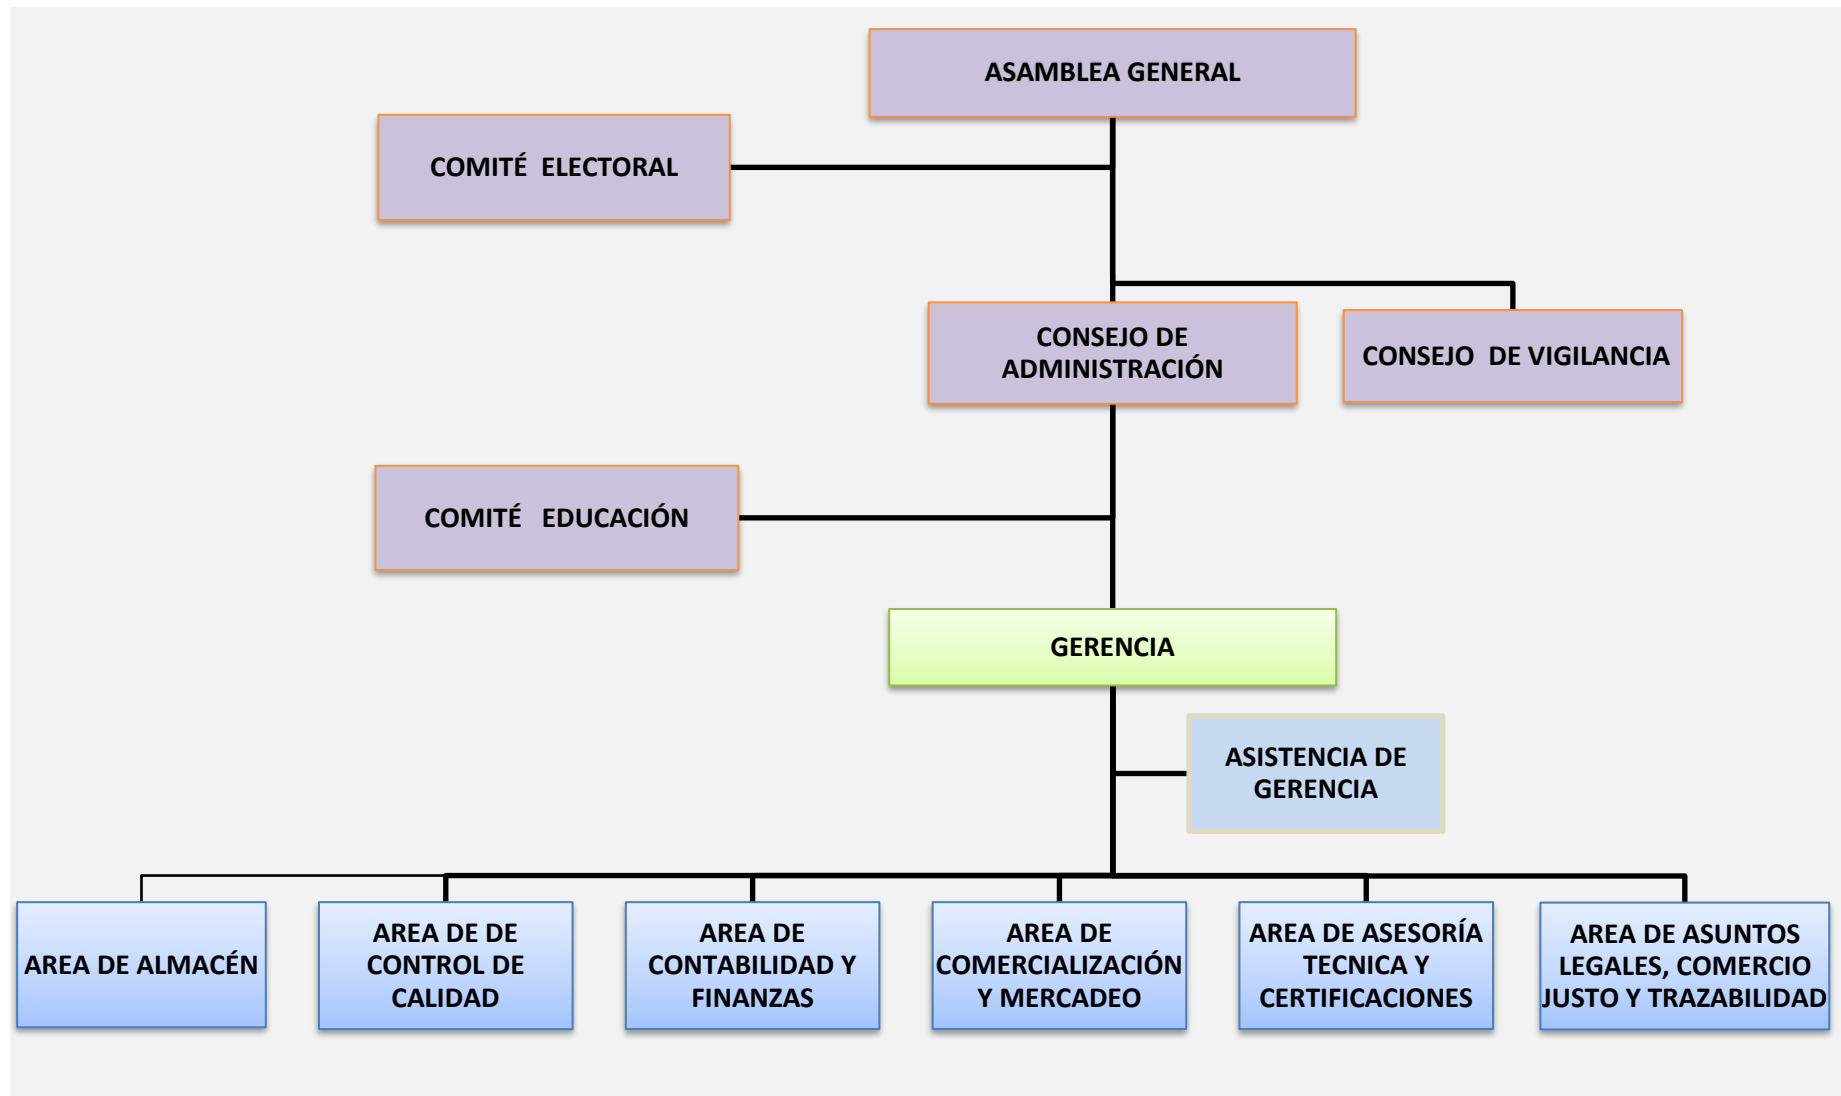 ASAMBLEA GENERAL
COMITÉ ELECTORAL
CONSEJO DE
ADMINISTRACIÓN
CONSEJO DE VIGILANCIA
COMITÉ EDUCACIÓN
GERENCIA
ASISTENCIA DE
GERENCIA
AREA DE ALMACÉN
AREA DE DE
CONTROL DE
CALIDAD
AREA DE
CONTABILIDAD Y
FINANZAS
AREA DE
COMERCIALIZACIÓN
Y MERCADEO
AREA DE ASESORÍA
TECNICA Y
CERTIFICACIONES
AREA DE ASUNTOS
LEGALES, COMERCIO
JUSTO Y TRAZABILIDAD